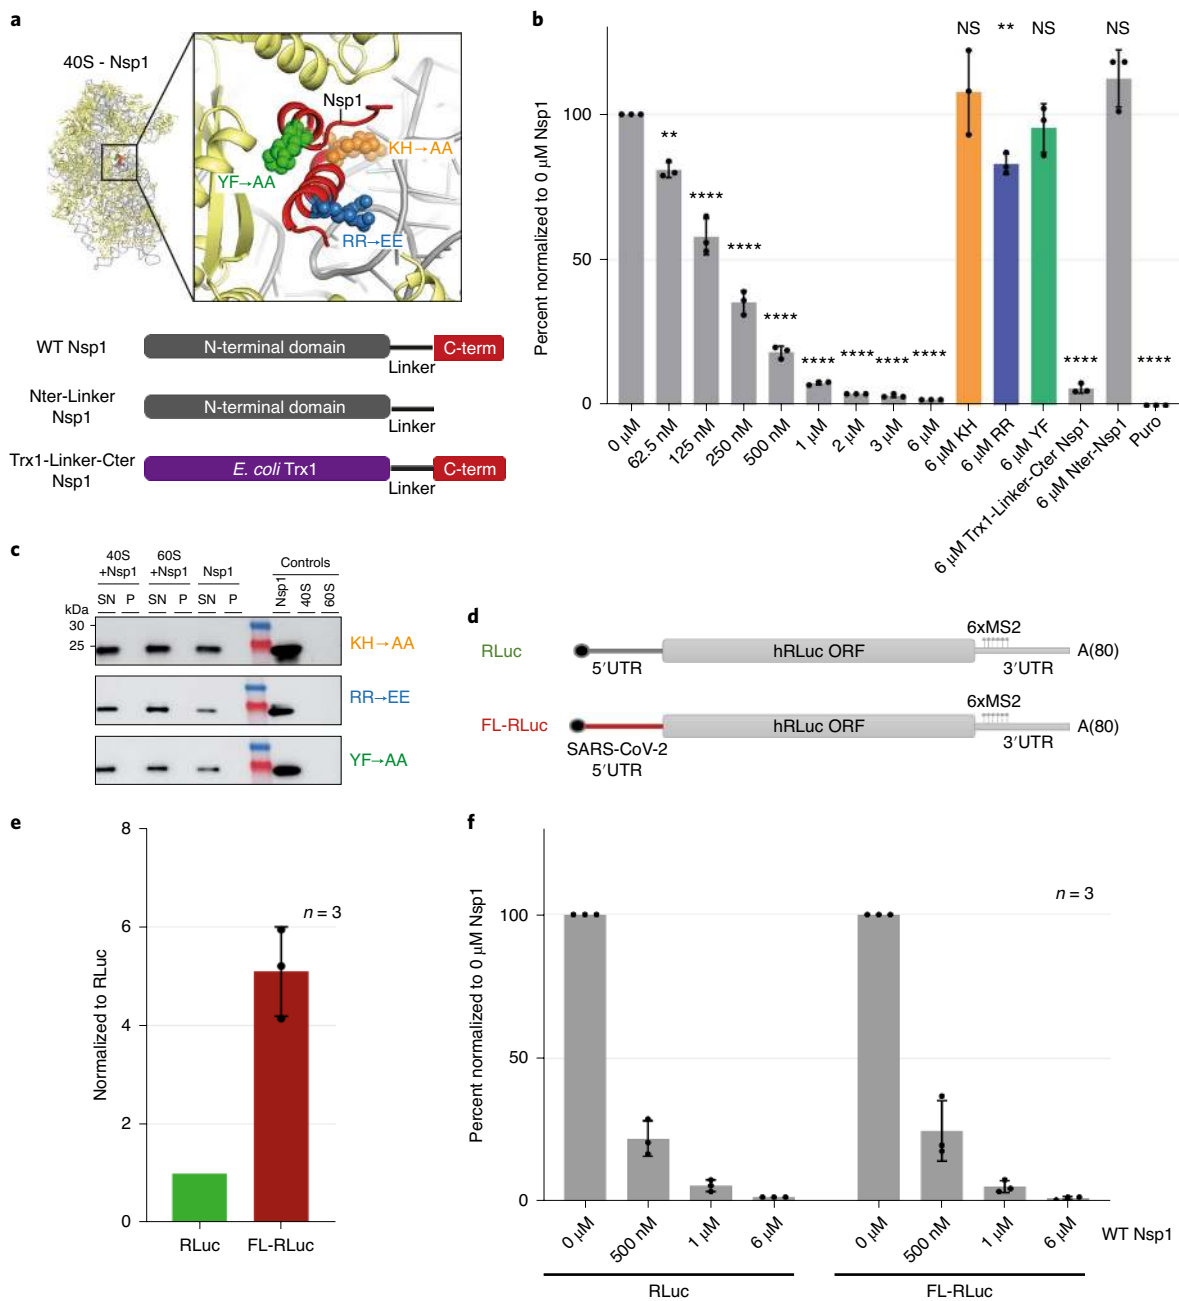 a
40S - Nsp1
Nsp1
KH→AA
YF→AA
RR→EE
WT Nsp1
N-terminal domain
Linker
C-term
Nter-Linker
Nsp1
N-terminal domain
Linker
Trx1-Linker-Cter
Nsp1
E. coli Trx1
Linker
C-term
b
Percent normalized to 0 µM Nsp1
100
50
0
**
****
****
****
****
****
****
****
NS
**
NS
****
NS
****
0 µM
62.5 nM
125 nM
250 nM
500 nM
1 µM
2 µM
3 µM
6 µM
6 µM KH
6 µM RR
6 µM YF
6 µM Trx1-Linker-Cter Nsp1
6 µM Nter-Nsp1
Puro
c
40S
+Nsp1
60S
+Nsp1
Nsp1
Controls
kDa
SN P SN P SN P Nsp1 40S 60S
30
25
KH→AA
RR→EE
YF→AA
d
RLuc
5′UTR
hRLuc ORF
6xMS2
3′UTR
A(80)
FL-RLuc
SARS-CoV-2
5′UTR
hRLuc ORF
6xMS2
3′UTR
A(80)
e
Normalized to RLuc
8
6
4
2
0
n = 3
RLuc
FL-RLuc
f
Percent normalized to 0 µM Nsp1
100
50
0
n = 3
0 µM
500 nM
1 µM
6 µM
0 µM
500 nM
1 µM
6 µM
WT Nsp1
RLuc
FL-RLuc